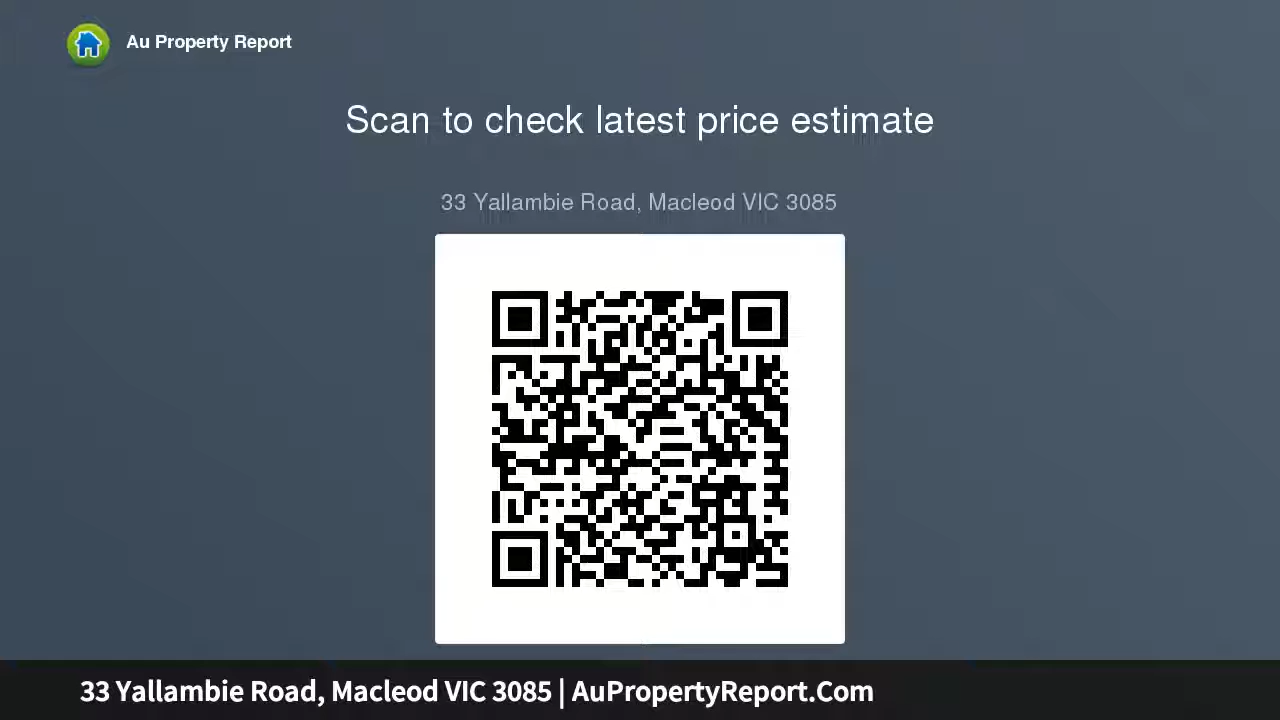 Au Property Report
Scan to check latest price estimate
33 Yallambie Road, Macleod VIC 3085
33 Yallambie Road, Macleod VIC 3085 | AuPropertyReport.Com